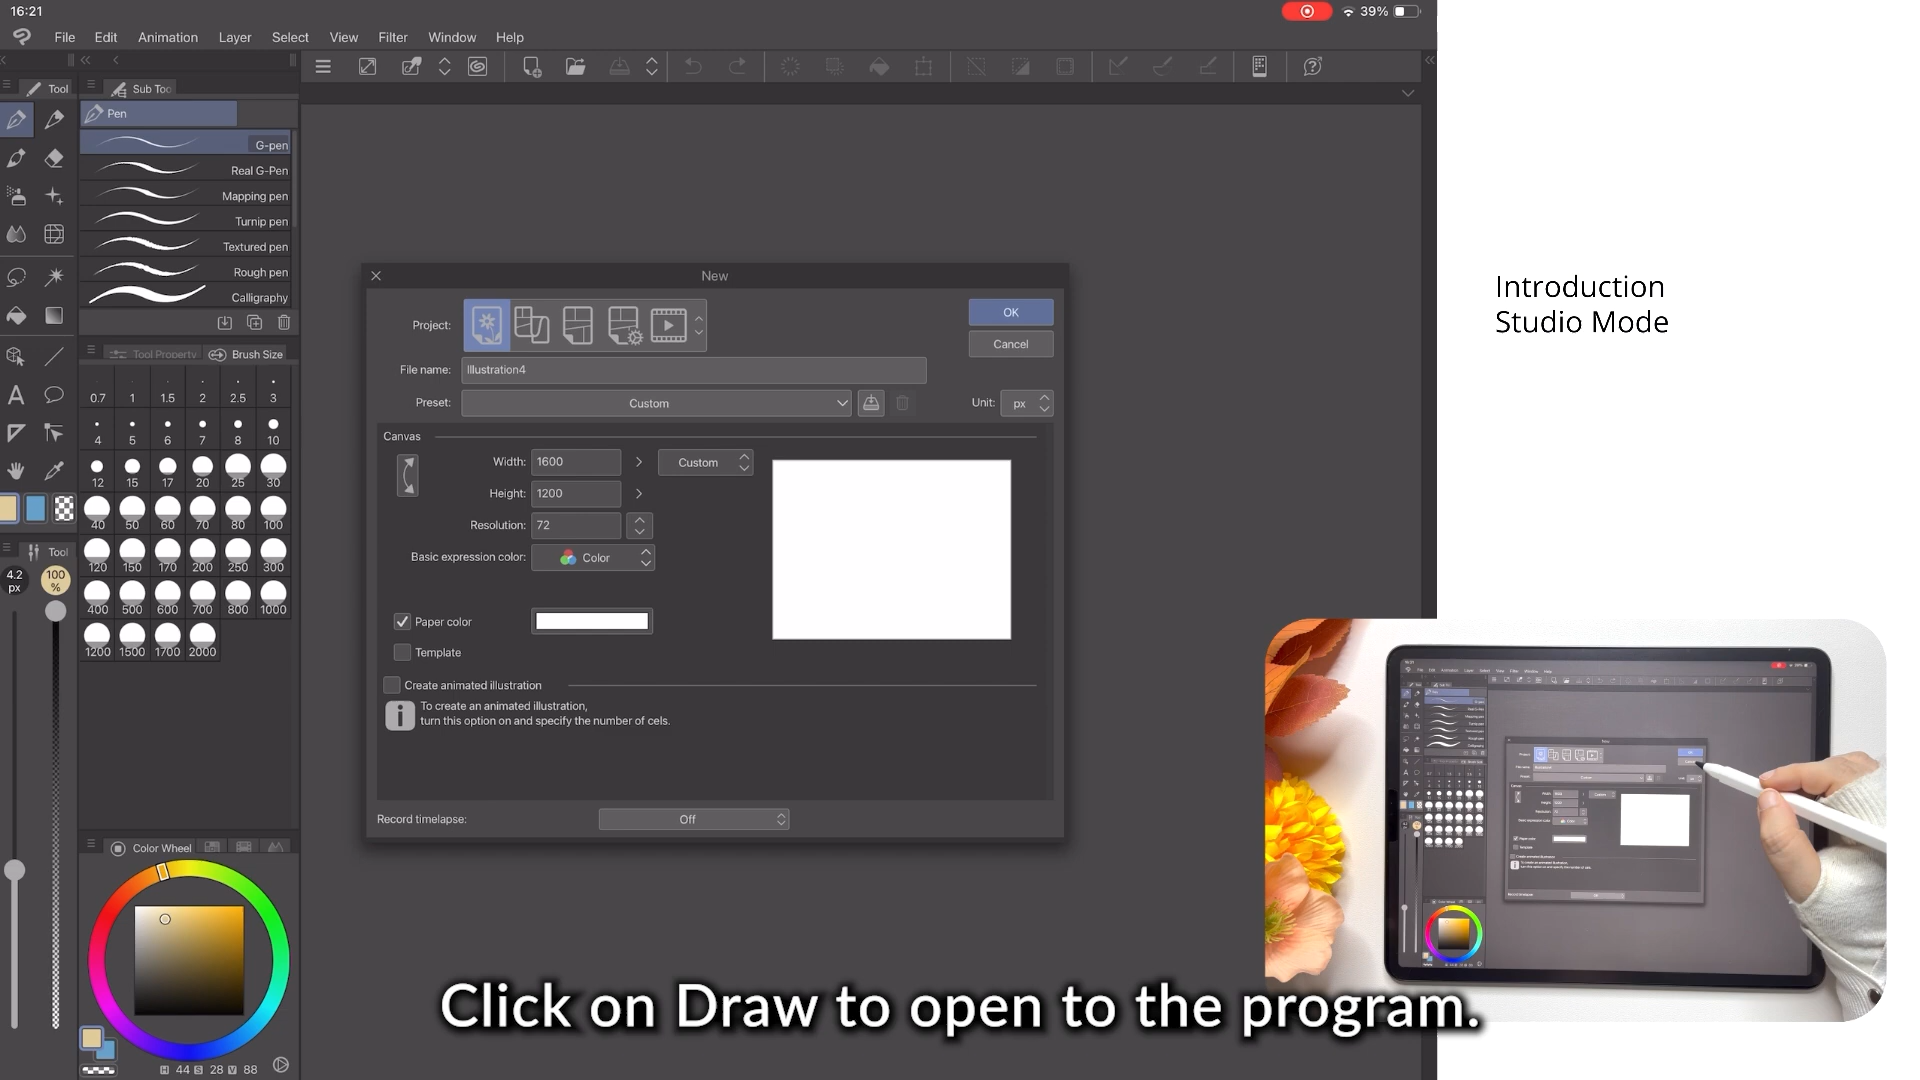 16:21
39%
File Edit Animation Layer Select View Filter Window Help
Tool
Sub Too
Pen
G-pen
Real G-Pen
Mapping pen
Turnip pen
Textured pen
Rough pen
Calligraphy
Tool Property
Brush Size
0.7 1 1.5 2 2.5 3
4 5 6 7 8 10
12 15 17 20 25 30
40 50 60 70 80 100
120 150 170 200 250 300
400 500 600 700 800 1000
1200 1500 1700 2000
Tool
4.2 px
100 %
Color Wheel
H 44 S 28 V 88
New
Project:
OK
Cancel
File name: Illustration4
Preset: Custom
Unit: px
Canvas
Width: 1600
Custom
Height: 1200
Resolution: 72
Basic expression color: Color
Paper color
Template
Create animated illustration
To create an animated illustration,
turn this option on and specify the number of cels.
Record timelapse: Off
Introduction
Studio Mode
Click on Draw to open to the program.